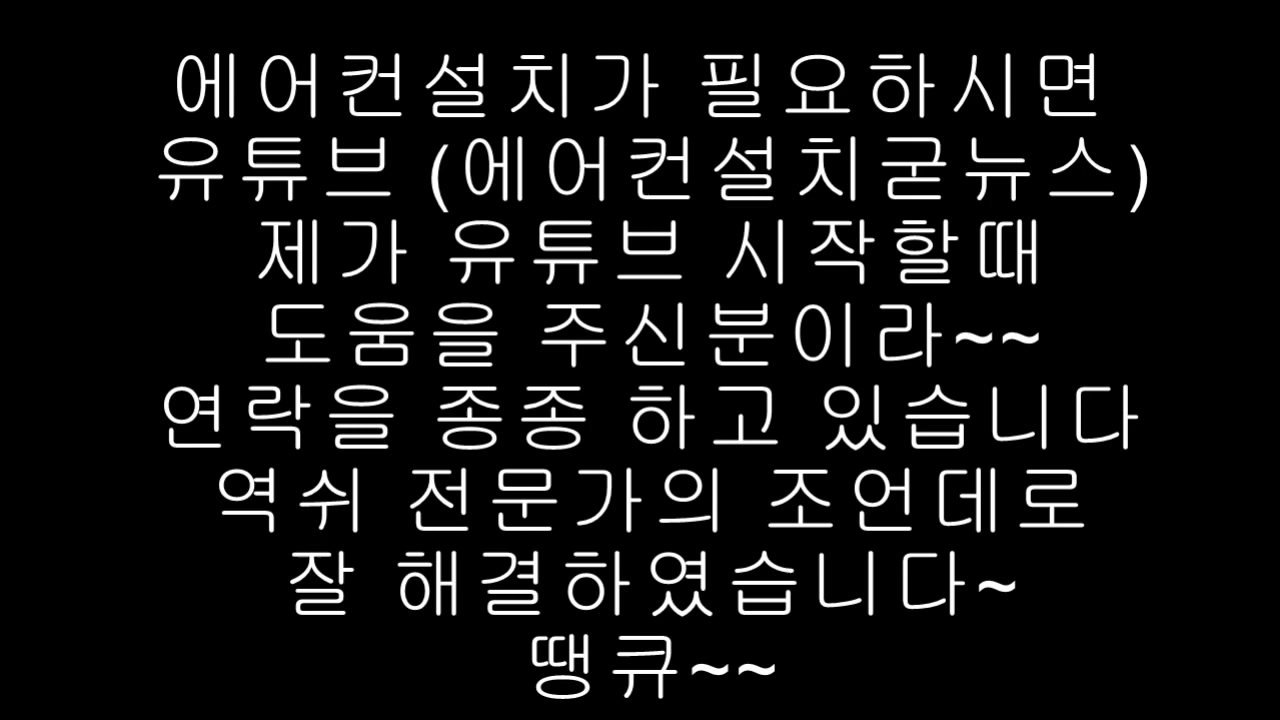 에어컨설치가 필요하시면
유튜브 (에어컨설치굳뉴스)
제가 유튜브 시작할때
도움을 주신분이라~~
연락을 종종 하고 있습니다
역쉬 전문가의 조언데로
잘 해결하였습니다~
땡큐~~